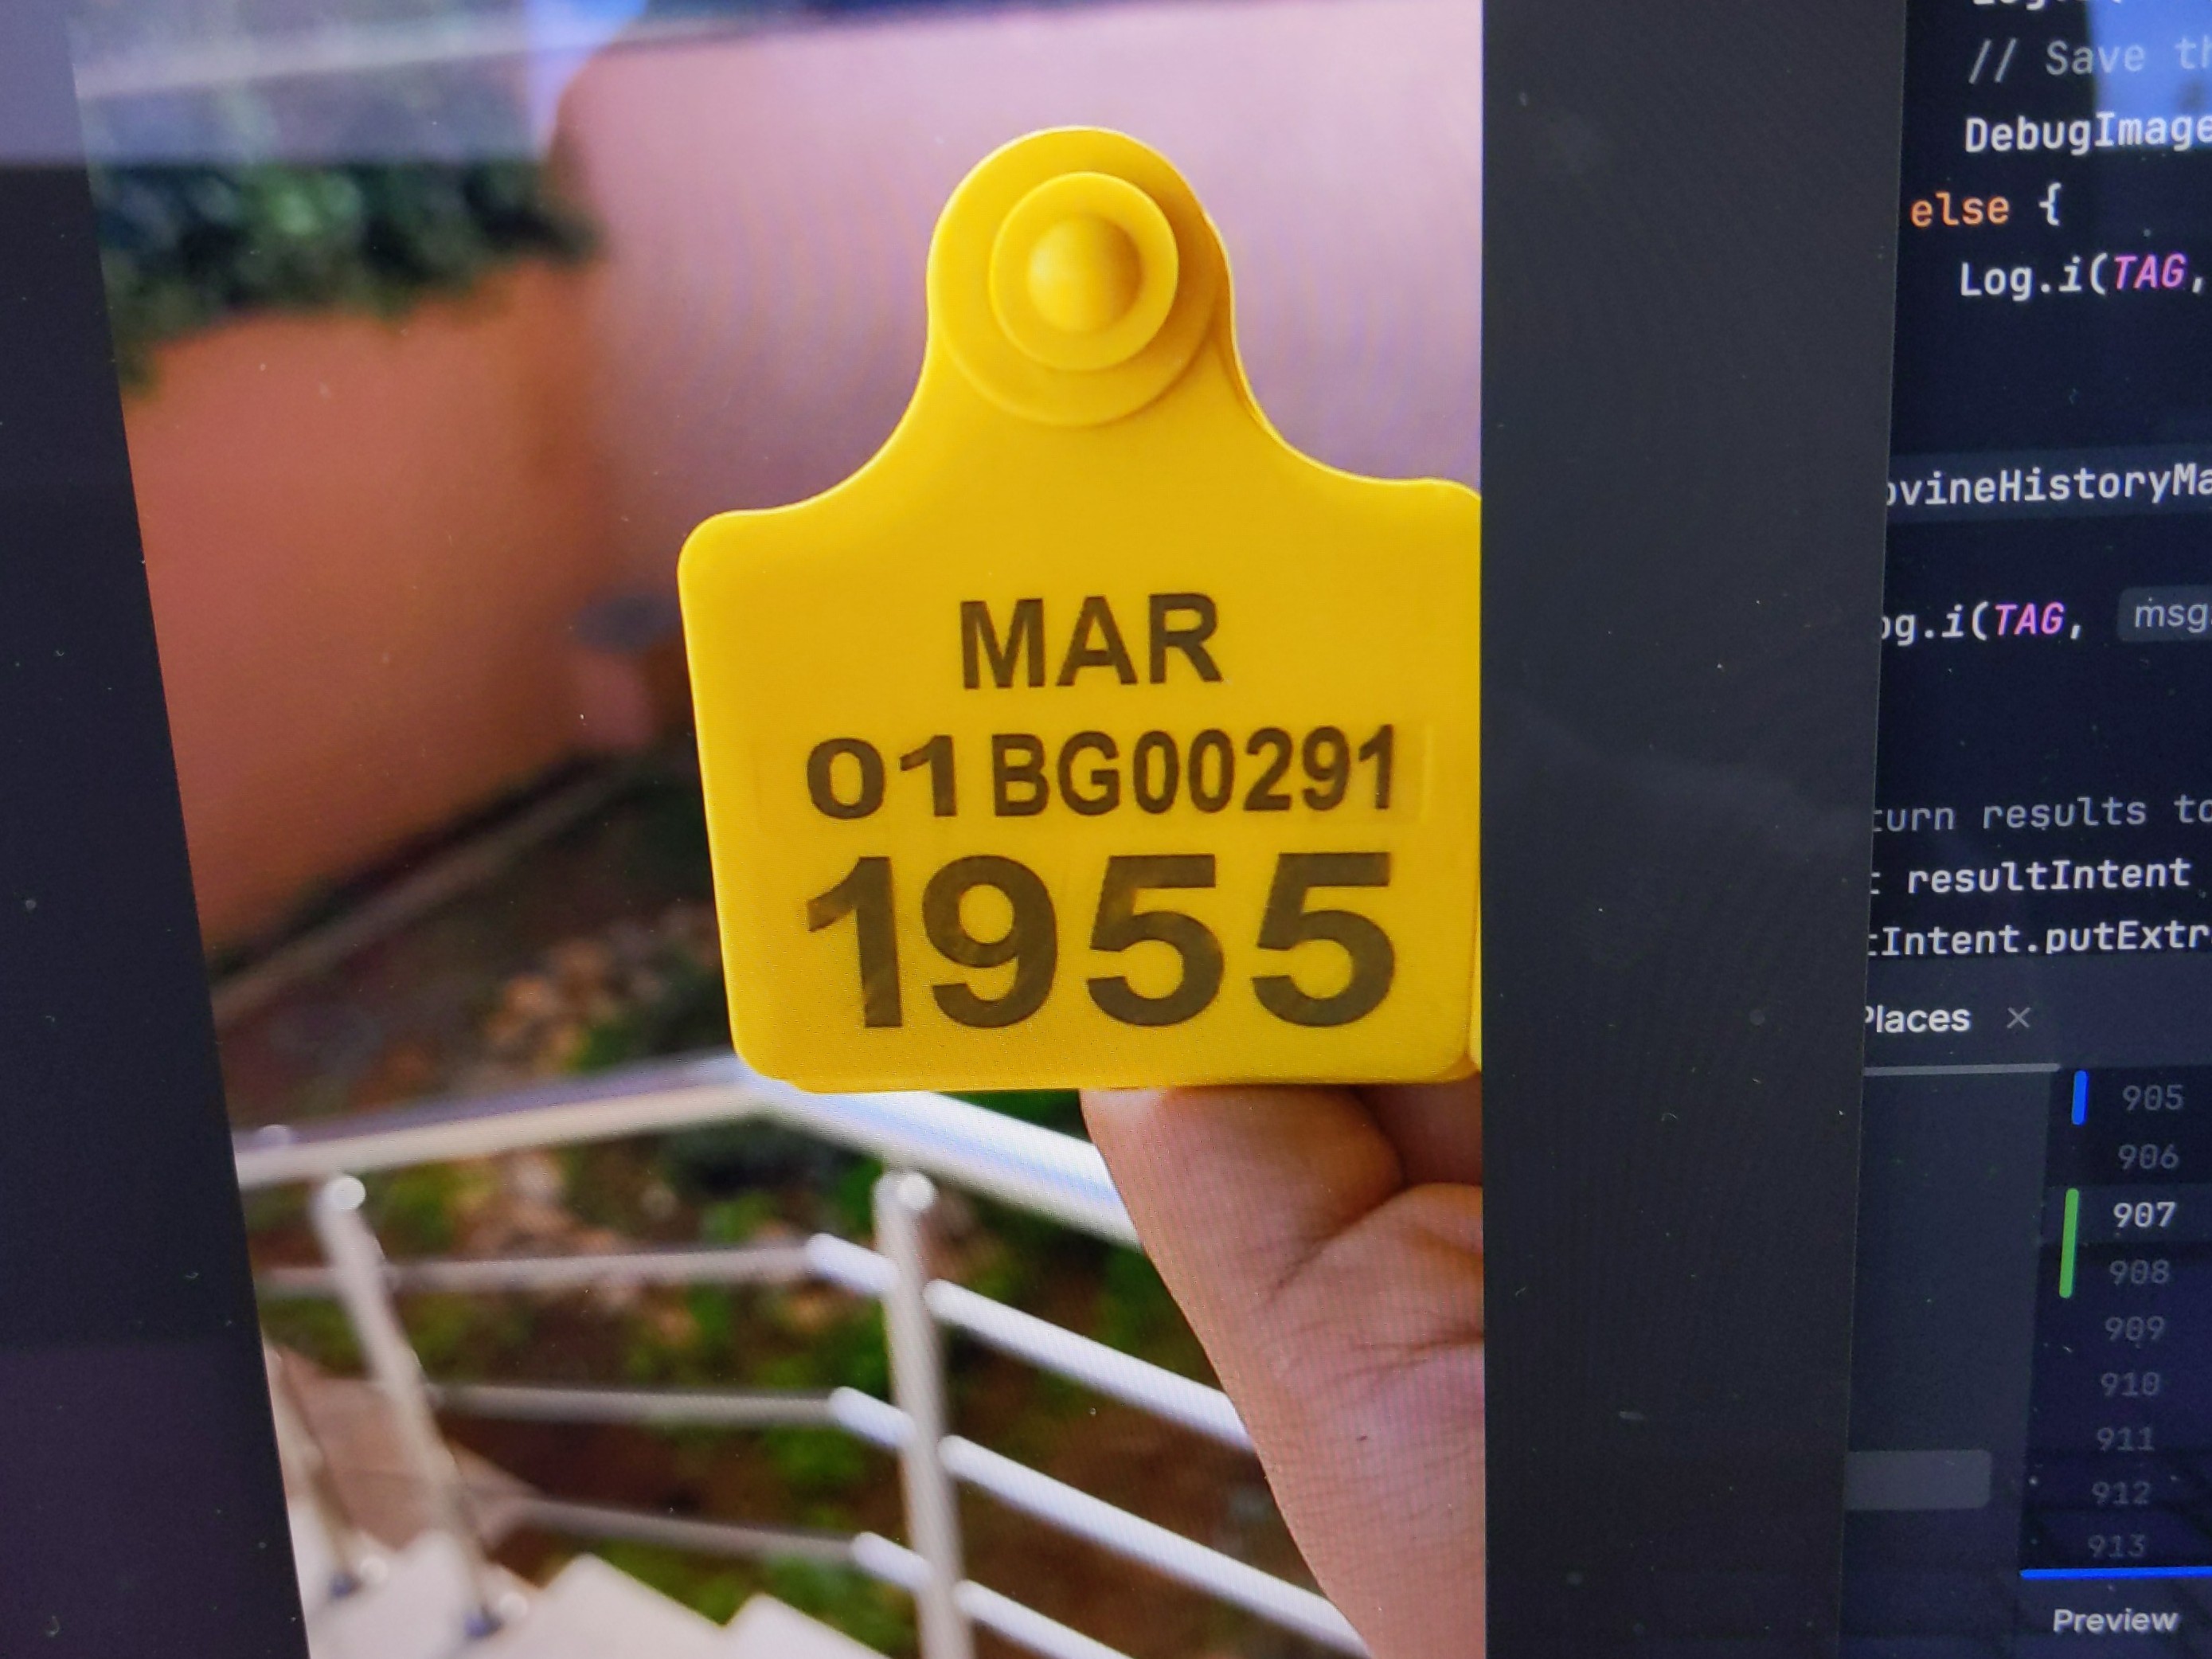 MAR
01BG00291
1955
// Save th
DebugImage
else {
Log.i(TAG,
ovineHistoryMa
og.i(TAG, msg
turn results to
t resultIntent
tIntent.putExtr
Places ×
905
906
907
908
909
910
911
912
913
Preview